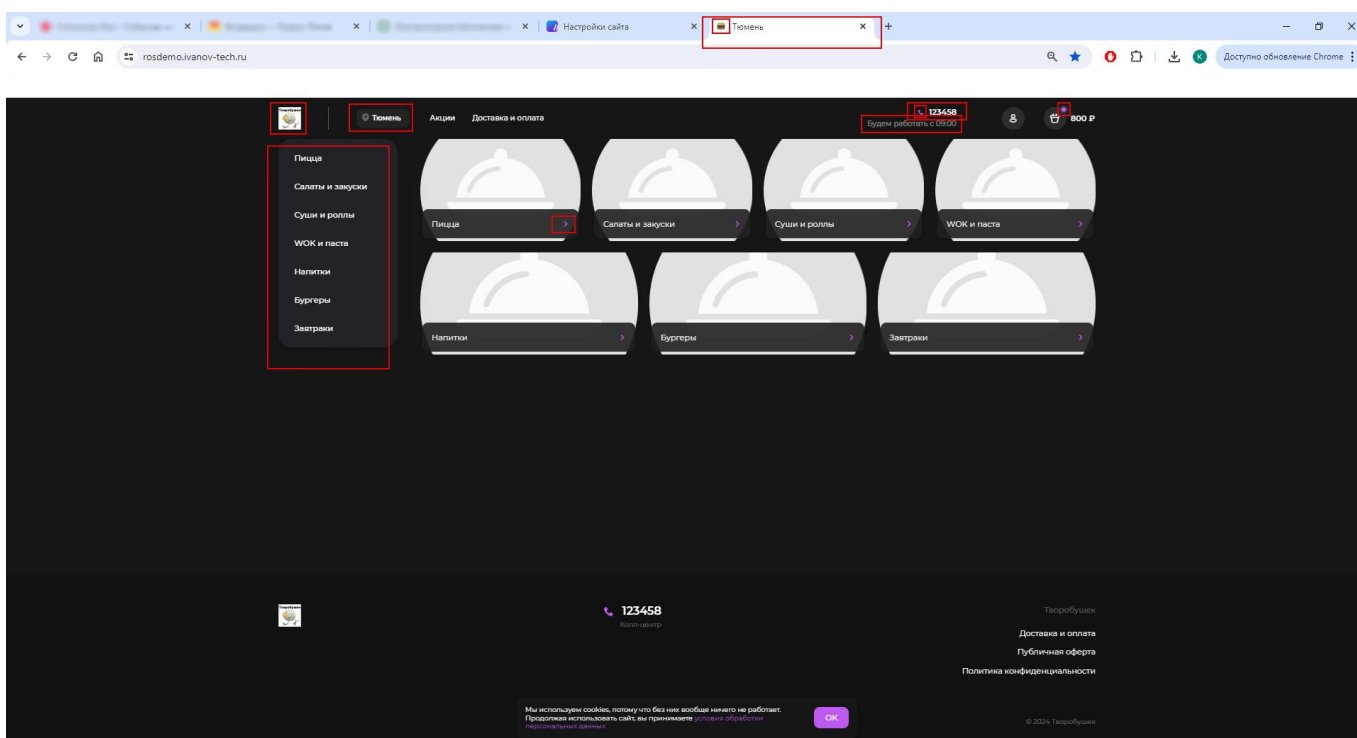 Настройки сайта
Тюмень
rosdemo.ivanov-tech.ru
К
Доступно обновление Chrome
Творобушек
Тюмень
Акции
Доставка и оплата
123458
Будем работать с 09:00
800 ₽
Пицца
Салаты и закуски
Суши и роллы
WOK и паста
Напитки
Бургеры
Завтраки
Пицца
Салаты и закуски
Суши и роллы
WOK и паста
Напитки
Бургеры
Завтраки
Творобушек
123458
Колл-центр
Творобушек
Доставка и оплата
Публичная оферта
Политика конфиденциальности
Мы используем cookies, потому что без них вообще ничего не работает.
Продолжая использовать сайт, вы принимаете условия обработки
персональных данных
OK
© 2024 Творобушек